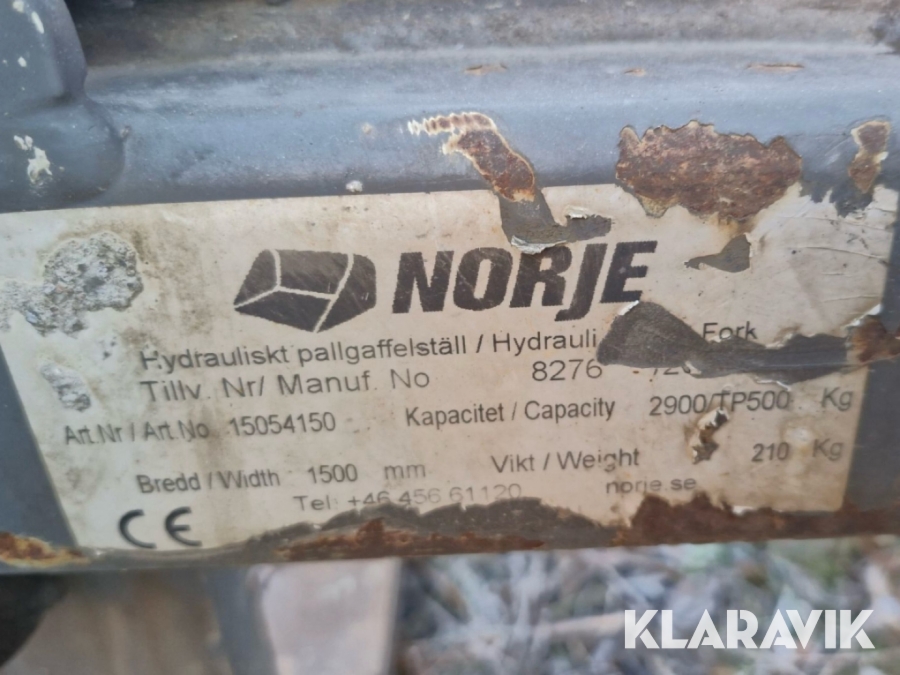 NORJE
Hydrauliskt pallgaffelställ / Hydrauli Fork
Tillv. Nr/ Manuf. No 8276
Art.Nr / Art.No 15054150 Kapacitet / Capacity 2900/TP500 Kg
Bredd / Width 1500 mm Vikt / Weight 210 Kg
Tel: +46 456 61120 norje.se
CE
KLARAVIK